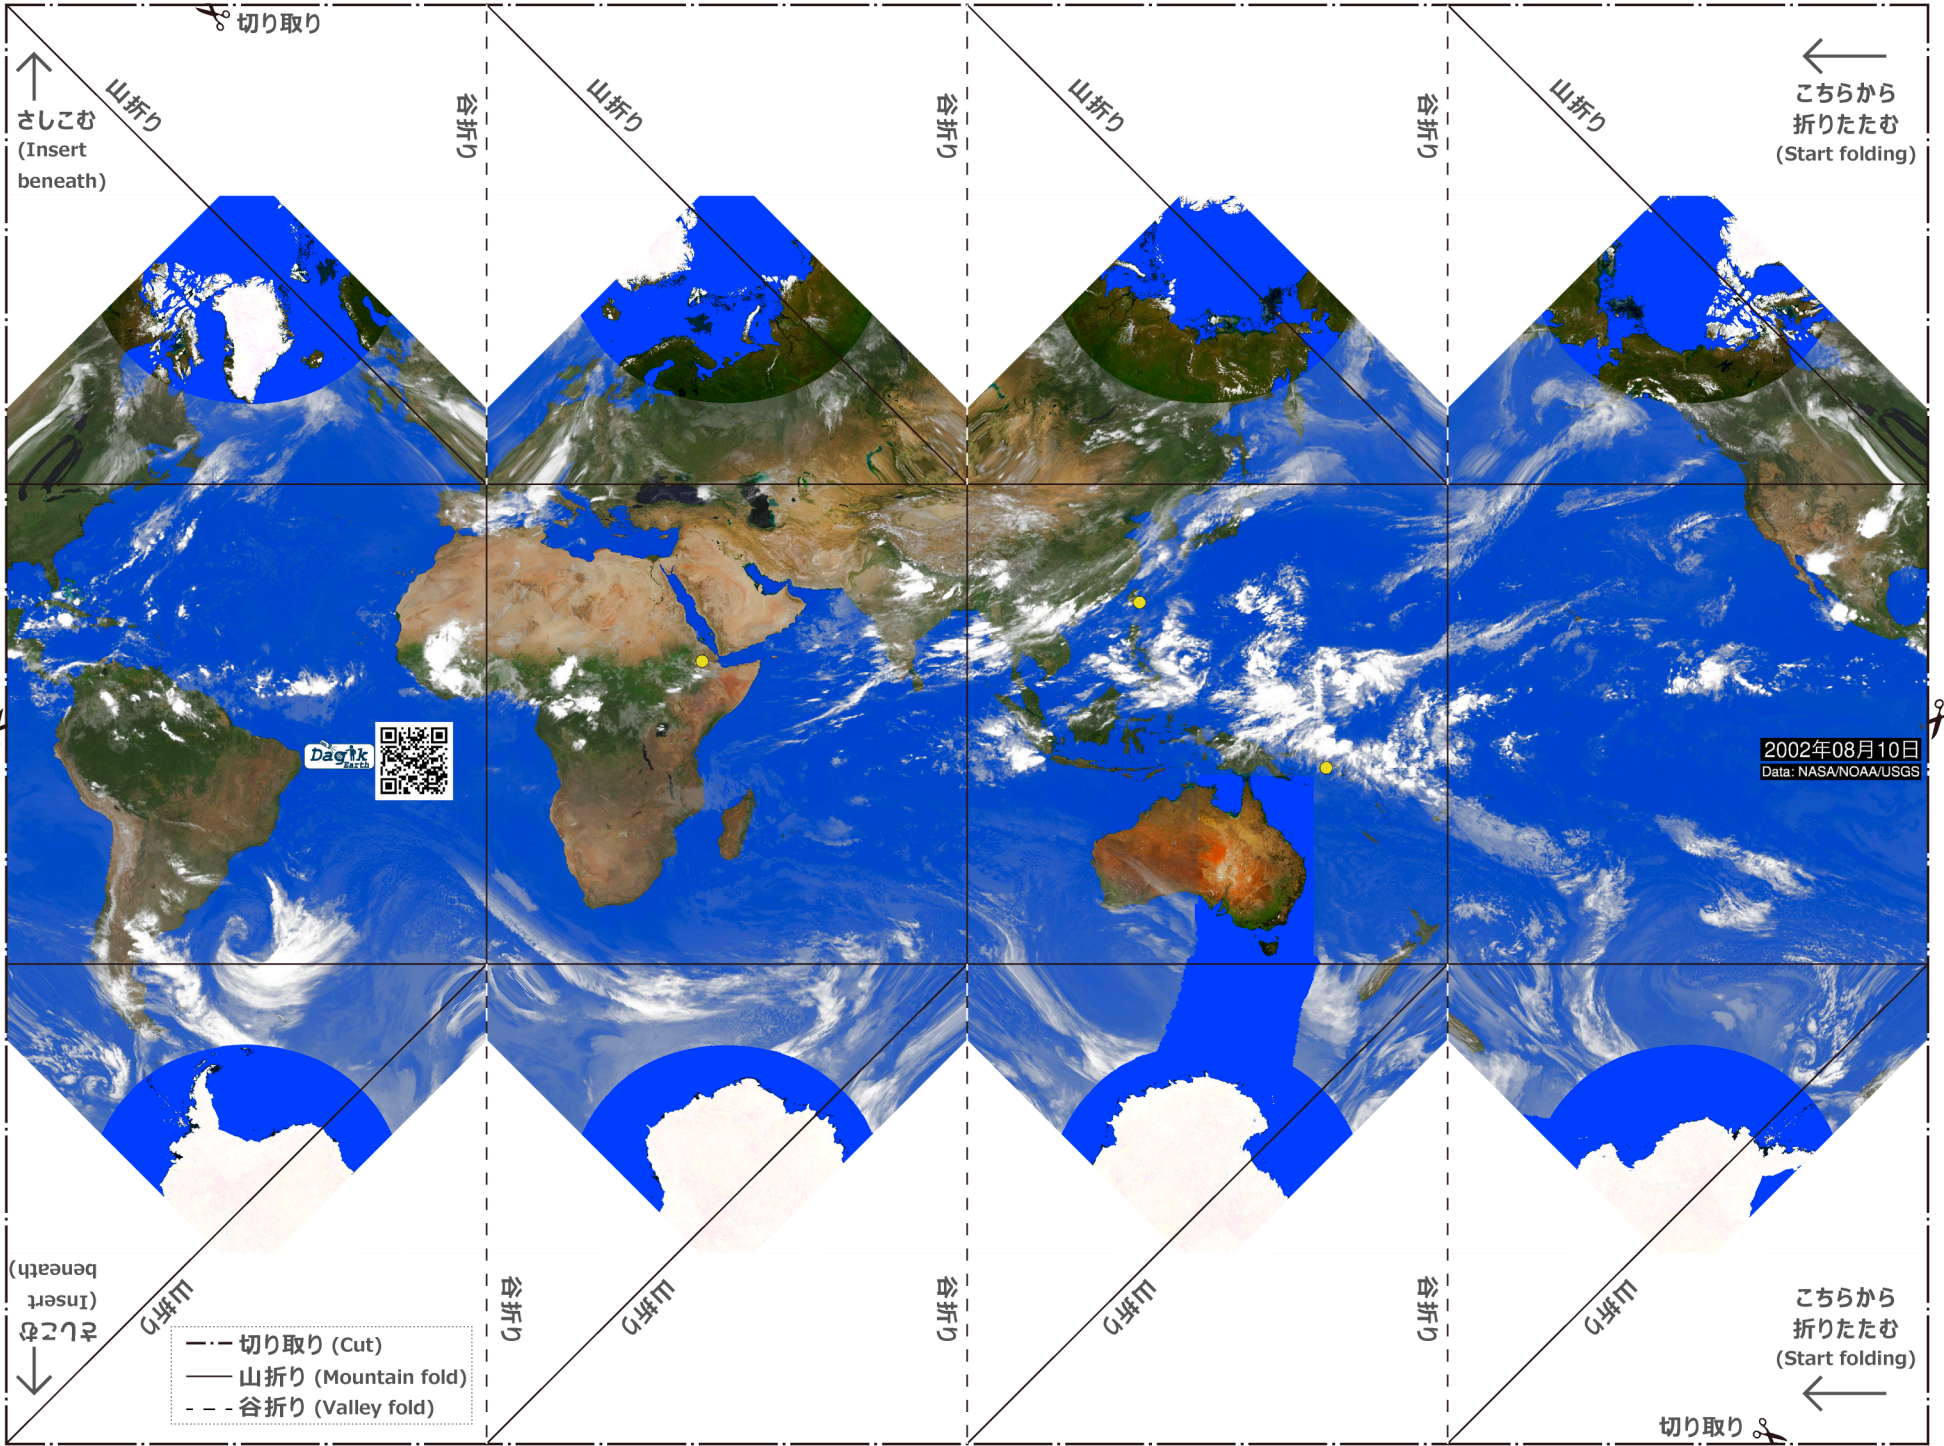 切り取り
山折り
谷折り
山折り
谷折り
山折り
谷折り
山折り
さしこむ
(Insert
beneath)
こちらから
折りたたむ
(Start folding)
Dagik
Earth
2002年08月10日
Data: NASA/NOAA/USGS
さしこむ
(Insert
beneath)
山折り
谷折り
山折り
谷折り
山折り
谷折り
山折り
こちらから
折りたたむ
(Start folding)
切り取り (Cut)
山折り (Mountain fold)
谷折り (Valley fold)
切り取り